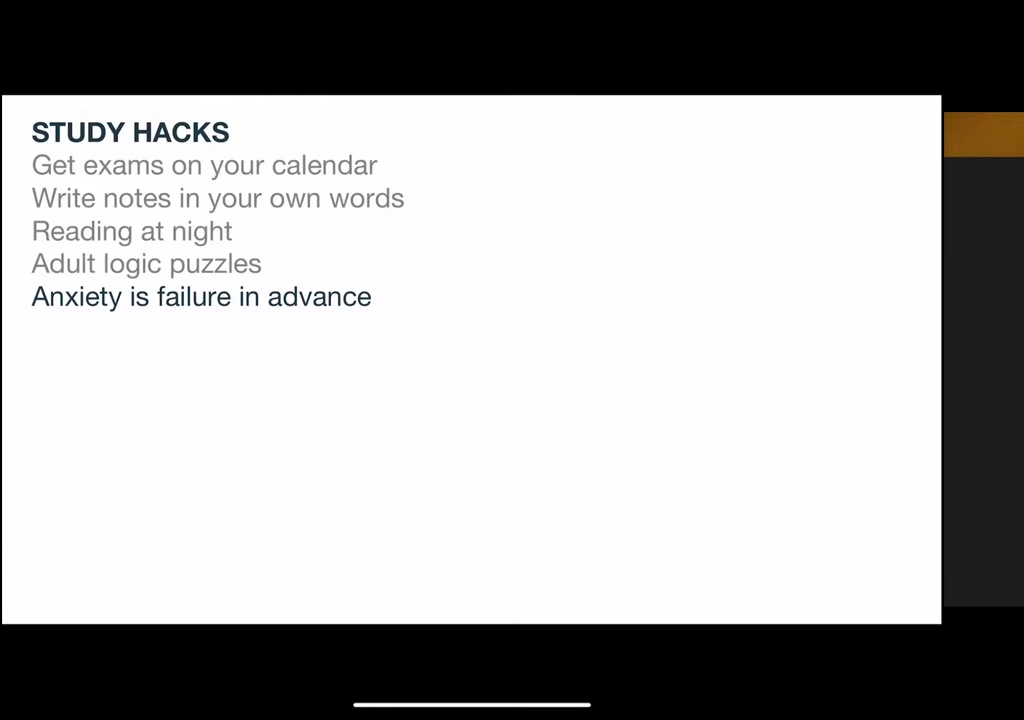 STUDY HACKS
Get exams on your calendar
Write notes in your own words
Reading at night
Adult logic puzzles
Anxiety is failure in advance